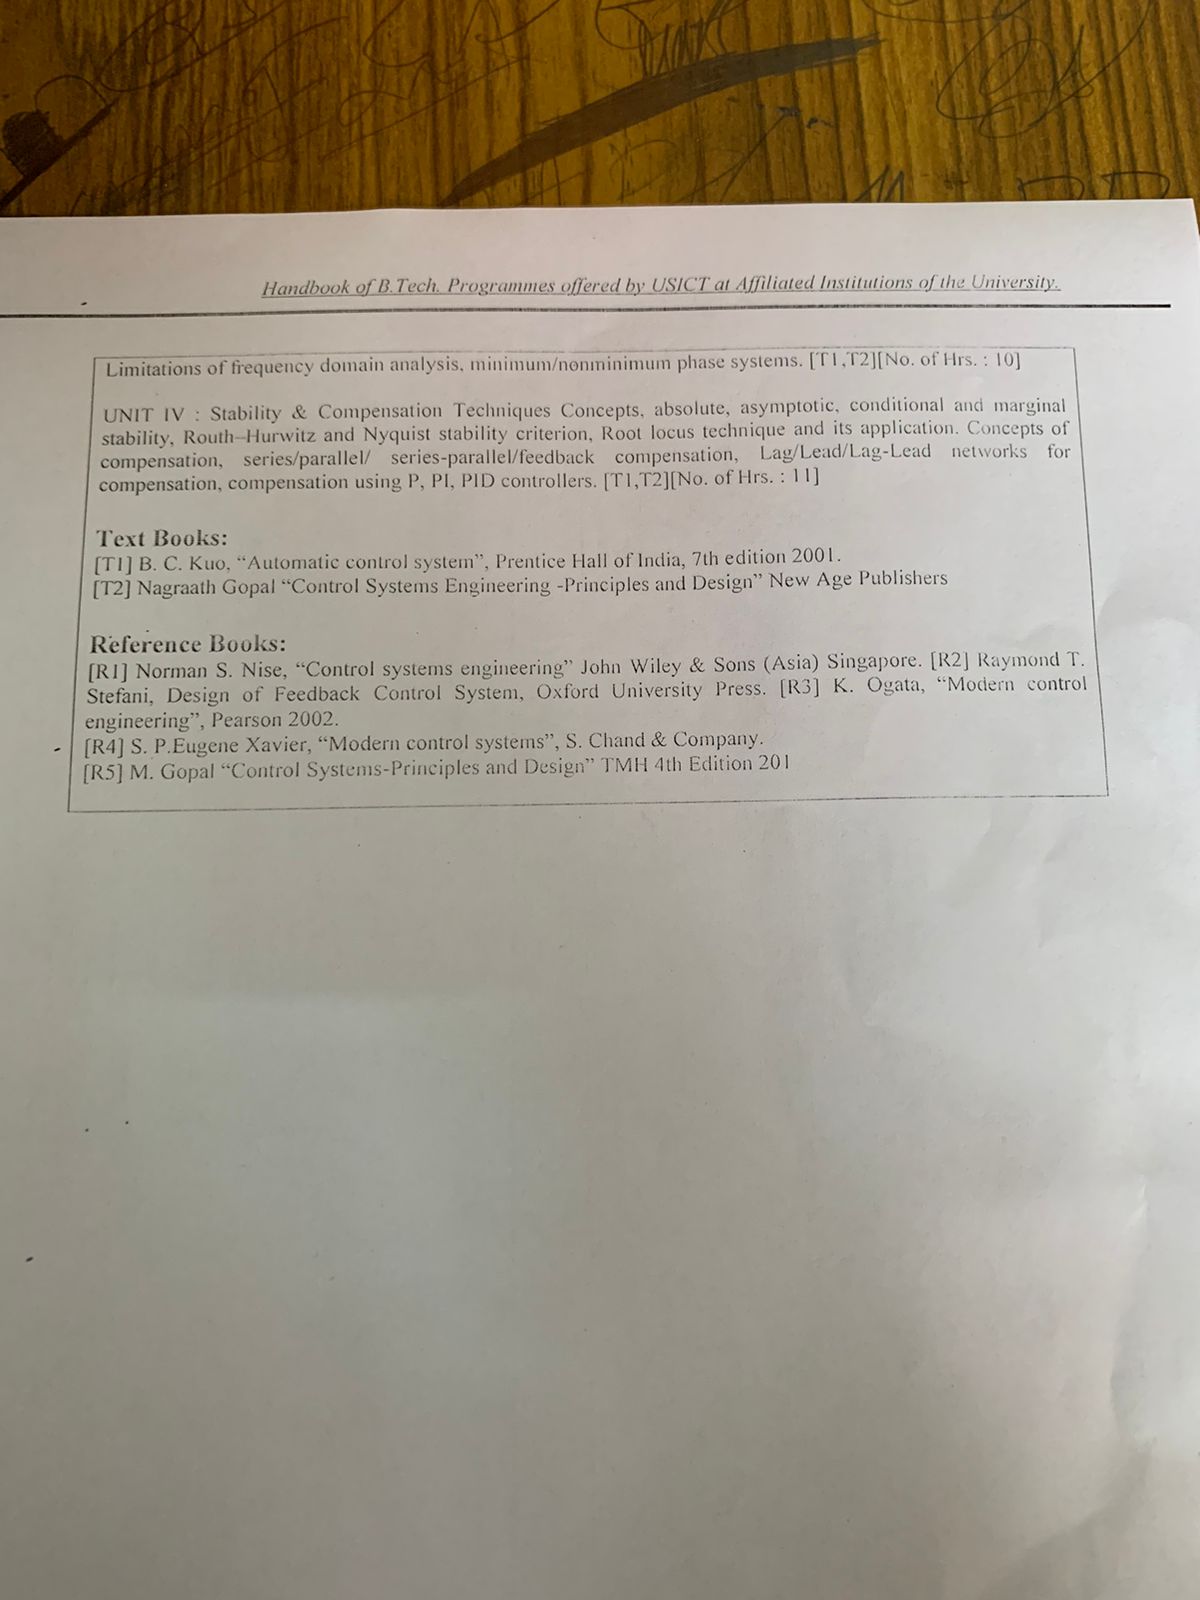 Handbook of B.Tech. Programmes offered by USICT at Affiliated Institutions of the University.
Limitations of frequency domain analysis, minimum/nonminimum phase systems. [T1,T2][No. of Hrs. : 10]
UNIT IV : Stability & Compensation Techniques Concepts, absolute, asymptotic, conditional and marginal
stability, Routh–Hurwitz and Nyquist stability criterion, Root locus technique and its application. Concepts of
compensation, series/parallel/ series-parallel/feedback compensation, Lag/Lead/Lag-Lead networks for
compensation, compensation using P, PI, PID controllers. [T1,T2][No. of Hrs. : 11]
Text Books:
[T1] B. C. Kuo, “Automatic control system”, Prentice Hall of India, 7th edition 2001.
[T2] Nagraath Gopal “Control Systems Engineering -Principles and Design” New Age Publishers
Reference Books:
[R1] Norman S. Nise, “Control systems engineering” John Wiley & Sons (Asia) Singapore. [R2] Raymond T.
Stefani, Design of Feedback Control System, Oxford University Press. [R3] K. Ogata, “Modern control
engineering”, Pearson 2002.
[R4] S. P.Eugene Xavier, “Modern control systems”, S. Chand & Company.
[R5] M. Gopal “Control Systems-Principles and Design” TMH 4th Edition 201